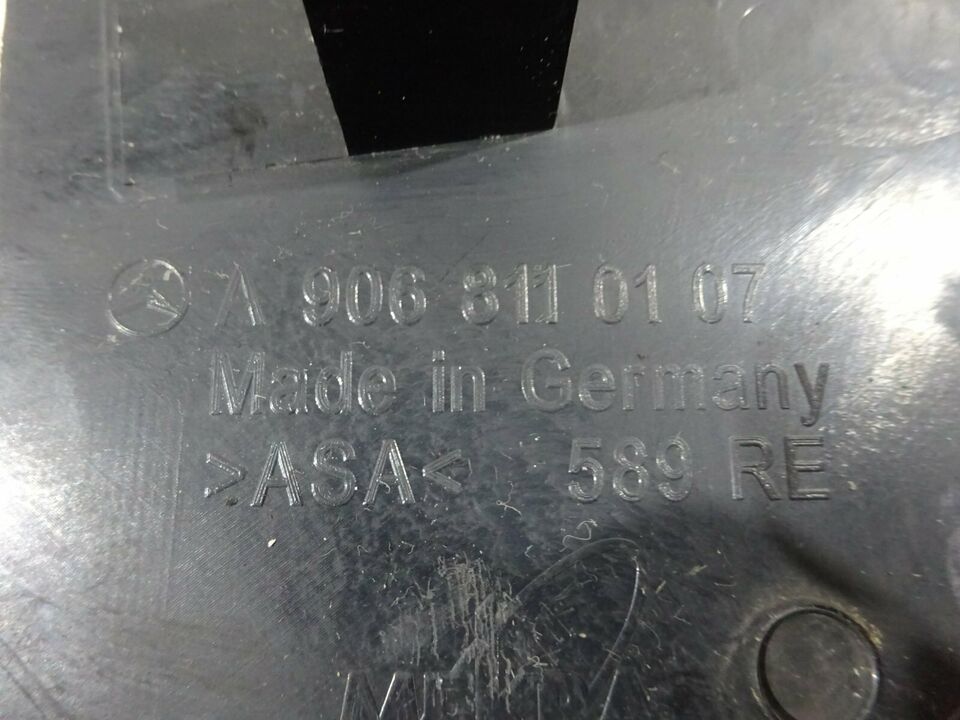 A 906 811 01 07
Made in Germany
>ASA< 589 RE